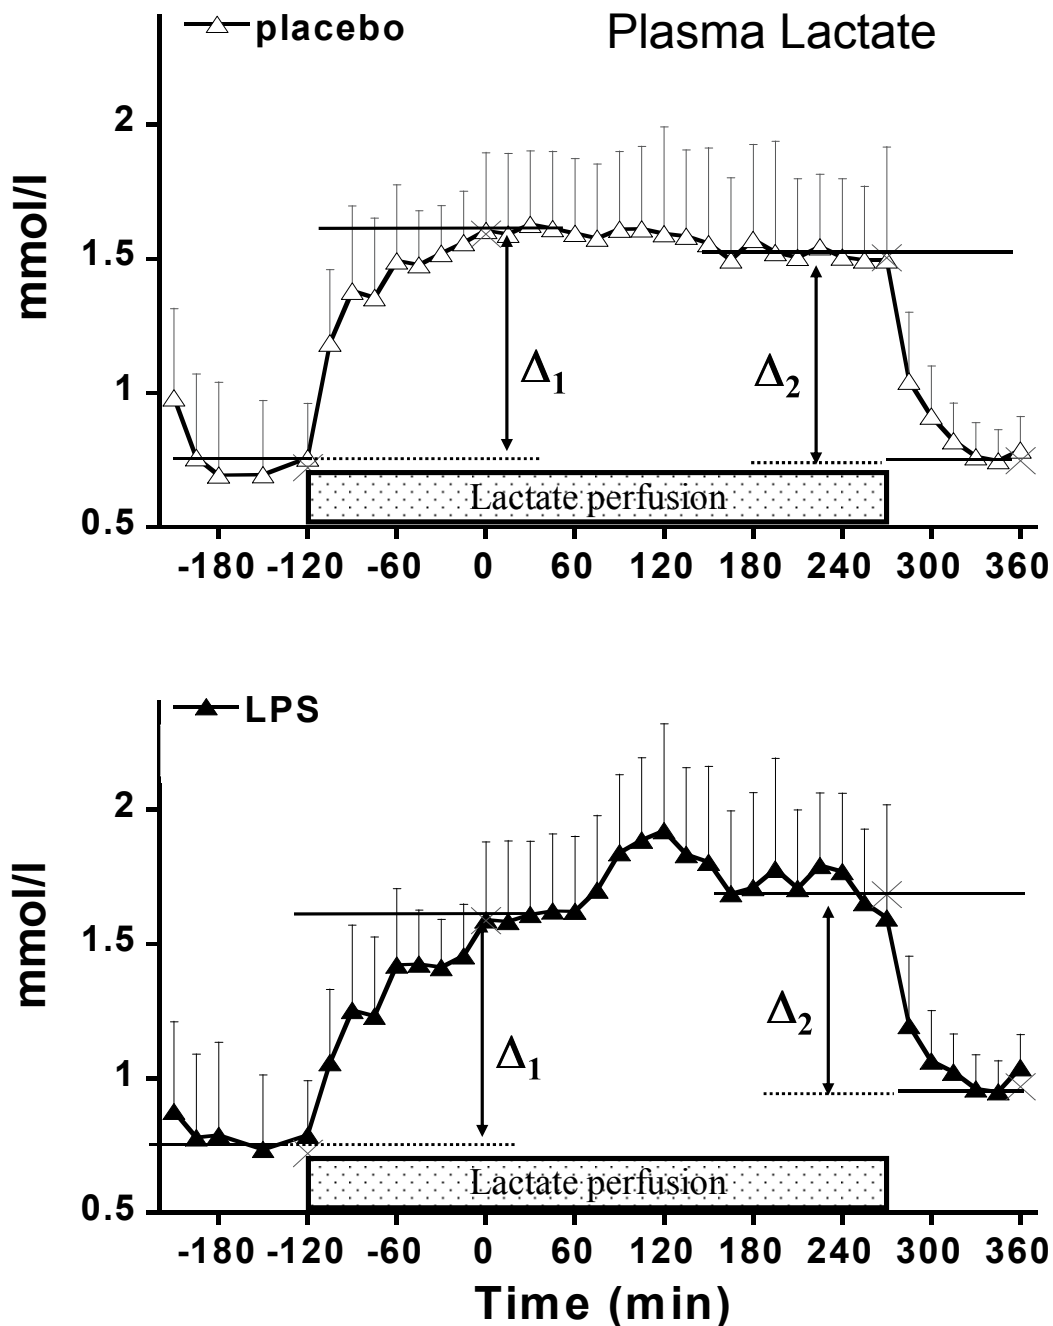 placebo
Plasma Lactate
mmol/l
2
1.5
1
0.5
Δ1
Δ2
Lactate perfusion
-180 -120 -60 0 60 120 180 240 300 360
LPS
mmol/l
2
1.5
1
0.5
Δ1
Δ2
Lactate perfusion
-180 -120 -60 0 60 120 180 240 300 360
Time (min)